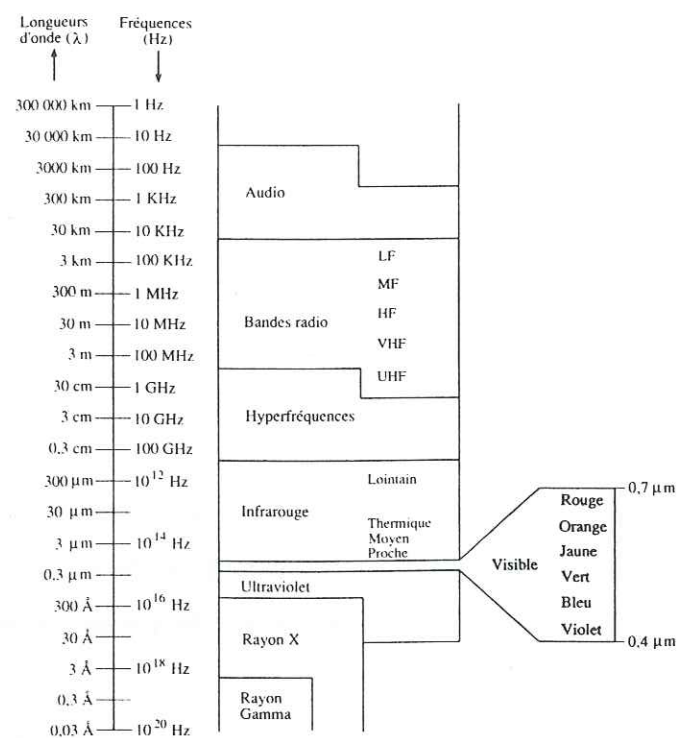 Longueurs
d'onde (λ)
Fréquences
(Hz)
300 000 km 1 Hz
30 000 km 10 Hz
3000 km 100 Hz
300 km 1 KHz
30 km 10 KHz
3 km 100 KHz
300 m 1 MHz
30 m 10 MHz
3 m 100 MHz
30 cm 1 GHz
3 cm 10 GHz
0.3 cm 100 GHz
300 µm 10¹² Hz
30 µm
3 µm 10¹⁴ Hz
0.3 µm
300 Å 10¹⁶ Hz
30 Å
3 Å 10¹⁸ Hz
0.3 Å
0,03 Å 10²⁰ Hz
Audio
Bandes radio
LF
MF
HF
VHF
UHF
Hyperfréquences
Infrarouge
Lointain
Thermique
Moyen
Proche
Ultraviolet
Rayon X
Rayon
Gamma
Visible
0,7 µm
Rouge
Orange
Jaune
Vert
Bleu
Violet
0,4 µm